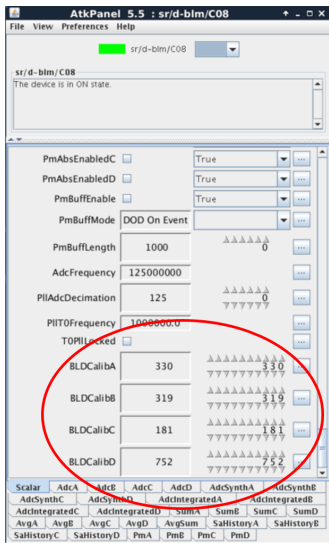 AtkPanel 5.5 : sr/d-blm/C08
File View Preferences Help
sr/d-blm/C08
sr/d-blm/C08
The device is in ON state.
PmAbsEnabledC True ...
PmAbsEnabledD True ...
PmBuffEnable True ...
PmBuffMode DOD On Event ...
PmBuffLength 1000 0 ...
AdcFrequency 125000000 ...
PllAdcDecimation 125 0 ...
PllT0Frequency 1000000.0 ...
T0PllLocked ...
BLDCalibA 330 330 ...
BLDCalibB 319 319 ...
BLDCalibC 181 181 ...
BLDCalibD 752 752 ...
Scalar AdcA AdcB AdcC AdcD AdcSynthA AdcSynthB
AdcSynthC AdcSynthD AdcIntegratedA AdcIntegratedB
AdcIntegratedC AdcIntegratedD SumA SumB SumC SumD
AvgA AvgB AvgC AvgD AvgSum SaHistoryA SaHistoryB
SaHistoryC SaHistoryD PmA PmB PmC PmD